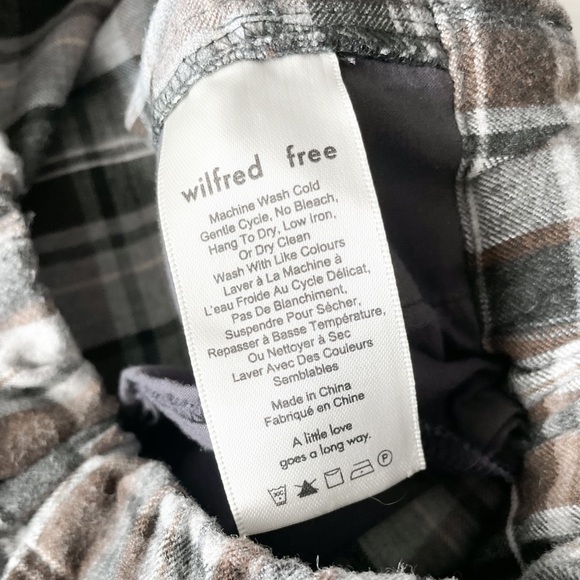 wilfred free
Machine Wash Cold
Gentle Cycle, No Bleach,
Hang To Dry, Low Iron,
Or Dry Clean
Wash With Like Colours
Laver à La Machine à
L'eau Froide Au Cycle Délicat,
Pas De Blanchiment,
Suspendre Pour Sécher,
Repasser à Basse Température,
Ou Nettoyer à Sec
Laver Avec Des Couleurs
Semblables
Made in China
Fabriqué en Chine
A little love
goes a long way.
P